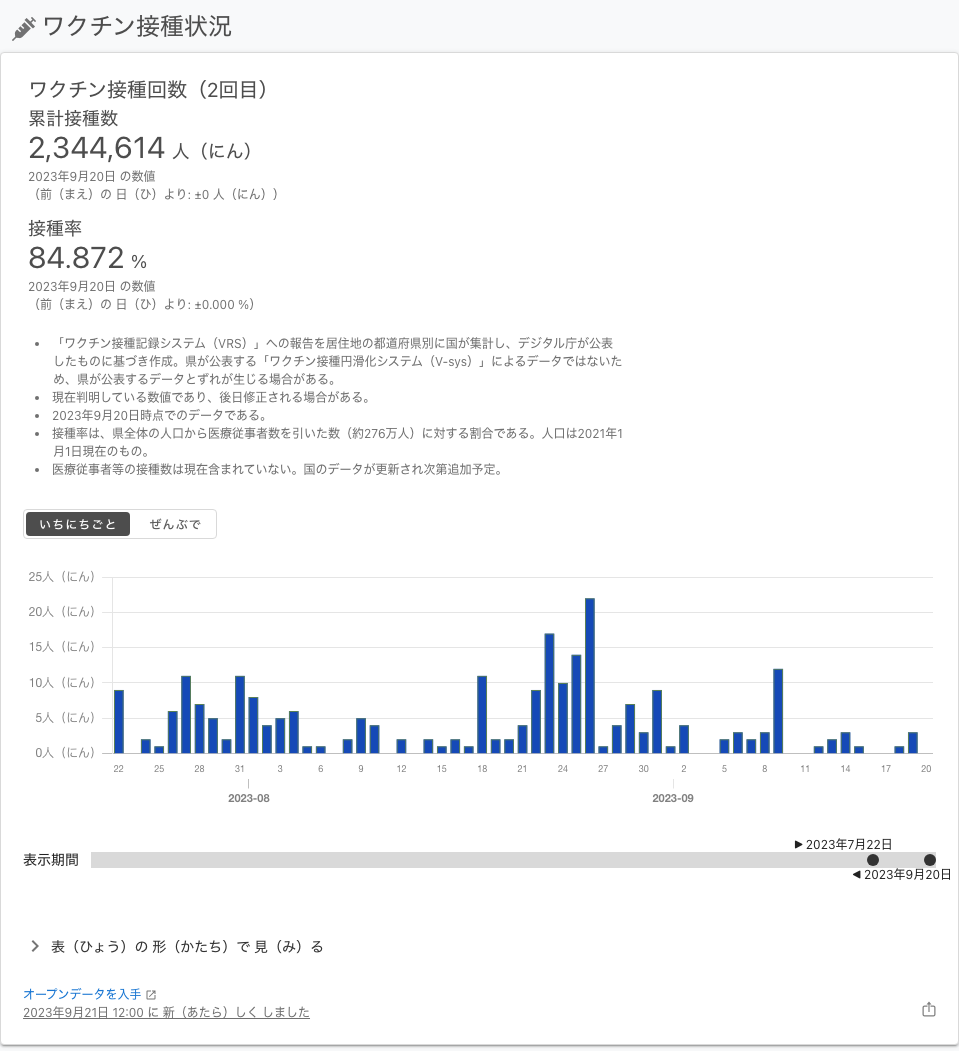 ワクチン接種状況
ワクチン接種回数（2回目）
累計接種数
2,344,614 人（にん）
2023年9月20日 の数値
（前（まえ）の 日（ひ）より: ±0 人（にん））
接種率
84.872 %
2023年9月20日 の数値
（前（まえ）の 日（ひ）より: ±0.000 %）
• 「ワクチン接種記録システム（VRS）」への報告を居住地の都道府県別に国が集計し、デジタル庁が公表
したものに基づき作成。県が公表する「ワクチン接種円滑化システム（V-sys）」によるデータではないた
め、県が公表するデータとずれが生じる場合がある。
• 現在判明している数値であり、後日修正される場合がある。
• 2023年9月20日時点でのデータである。
• 接種率は、県全体の人口から医療従事者数を引いた数（約276万人）に対する割合である。人口は2021年1
月1日現在のもの。
• 医療従事者等の接種数は現在含まれていない。国のデータが更新され次第追加予定。
いちにちごと ぜんぶで
25人（にん）
20人（にん）
15人（にん）
10人（にん）
5人（にん）
0人（にん）
22 25 28 31 3 6 9 12 15 18 21 24 27 30 2 5 8 11 14 17 20
2023-08 2023-09
▶ 2023年7月22日
表示期間
◀ 2023年9月20日
表（ひょう）の 形（かたち）で 見（み）る
オープンデータを入手
2023年9月21日 12:00 に 新（あたら）しく しました